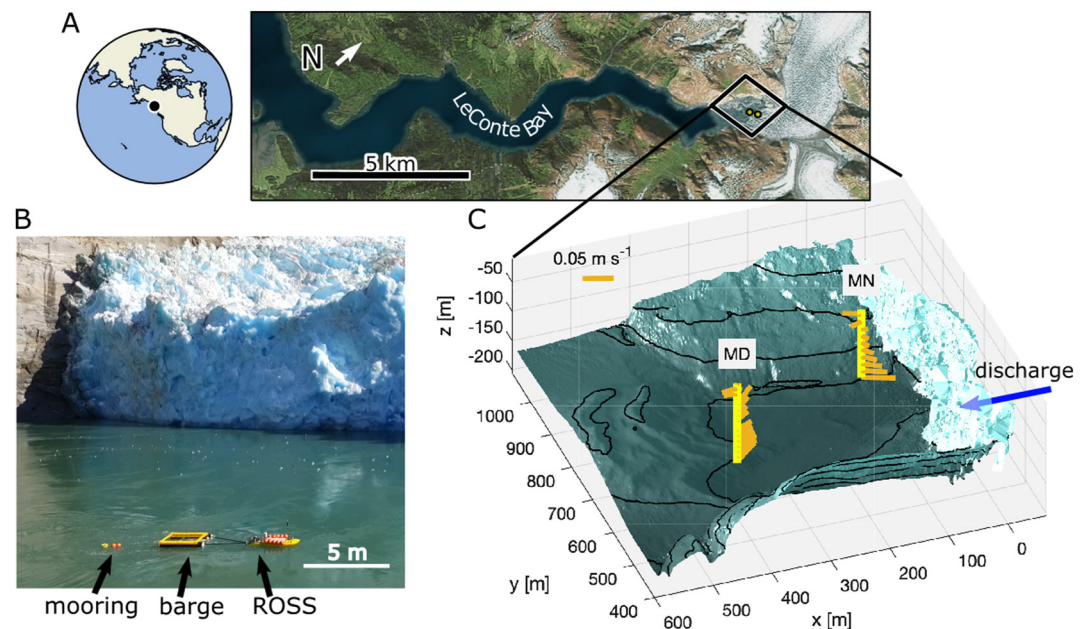 A
N
LeConte Bay
5 km
B
5 m
mooring
barge
ROSS
C
0.05 m s⁻¹
MN
MD
discharge
z [m]
-50
-100
-150
-200
y [m]
1000
900
800
700
600
500
400
x [m]
600
500
400
300
200
100
0